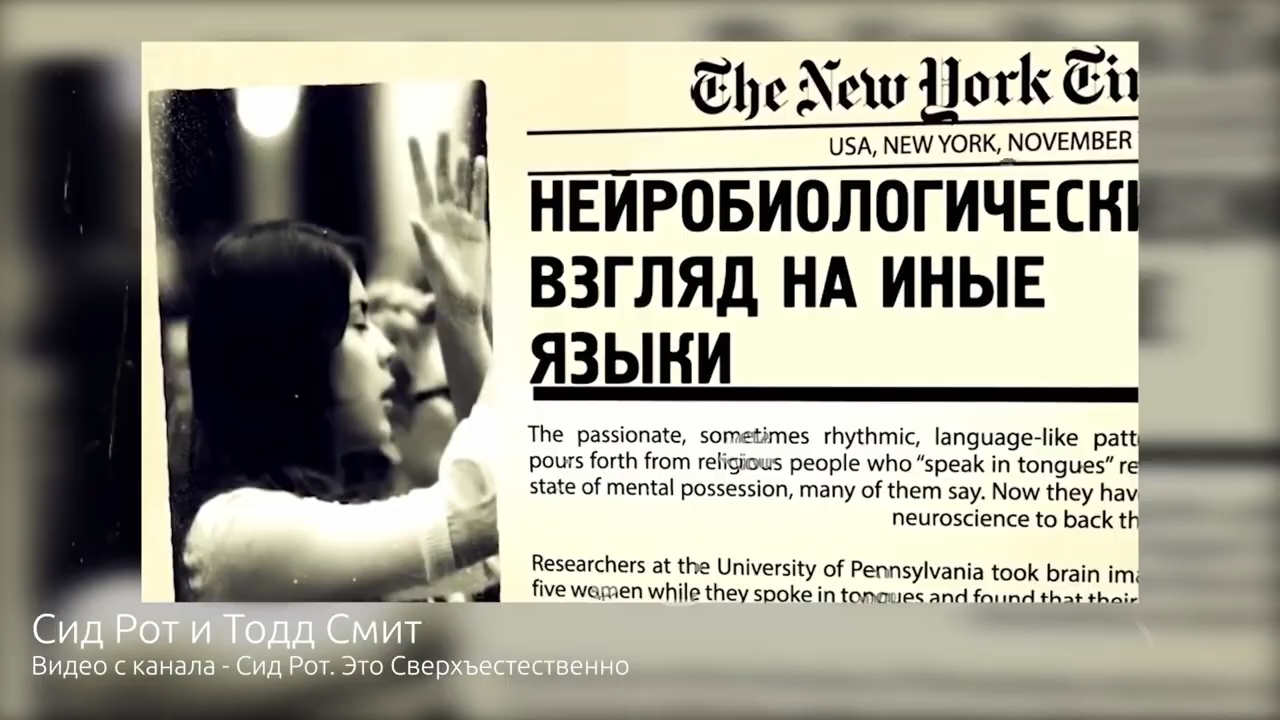 The New York Tim
USA, NEW YORK, NOVEMBER
НЕЙРОБИОЛОГИЧЕСКИ
ВЗГЛЯД НА ИНЫЕ
ЯЗЫКИ
The passionate, sometimes rhythmic, language-like patt
pours forth from religious people who “speak in tongues” re
state of mental possession, many of them say. Now they hav
neuroscience to back th
Researchers at the University of Pennsylvania took brain ima
five women while they spoke in tongues and found that their
Сид Рот и Тодд Смит
Видео с канала - Сид Рот. Это Сверхъестественно